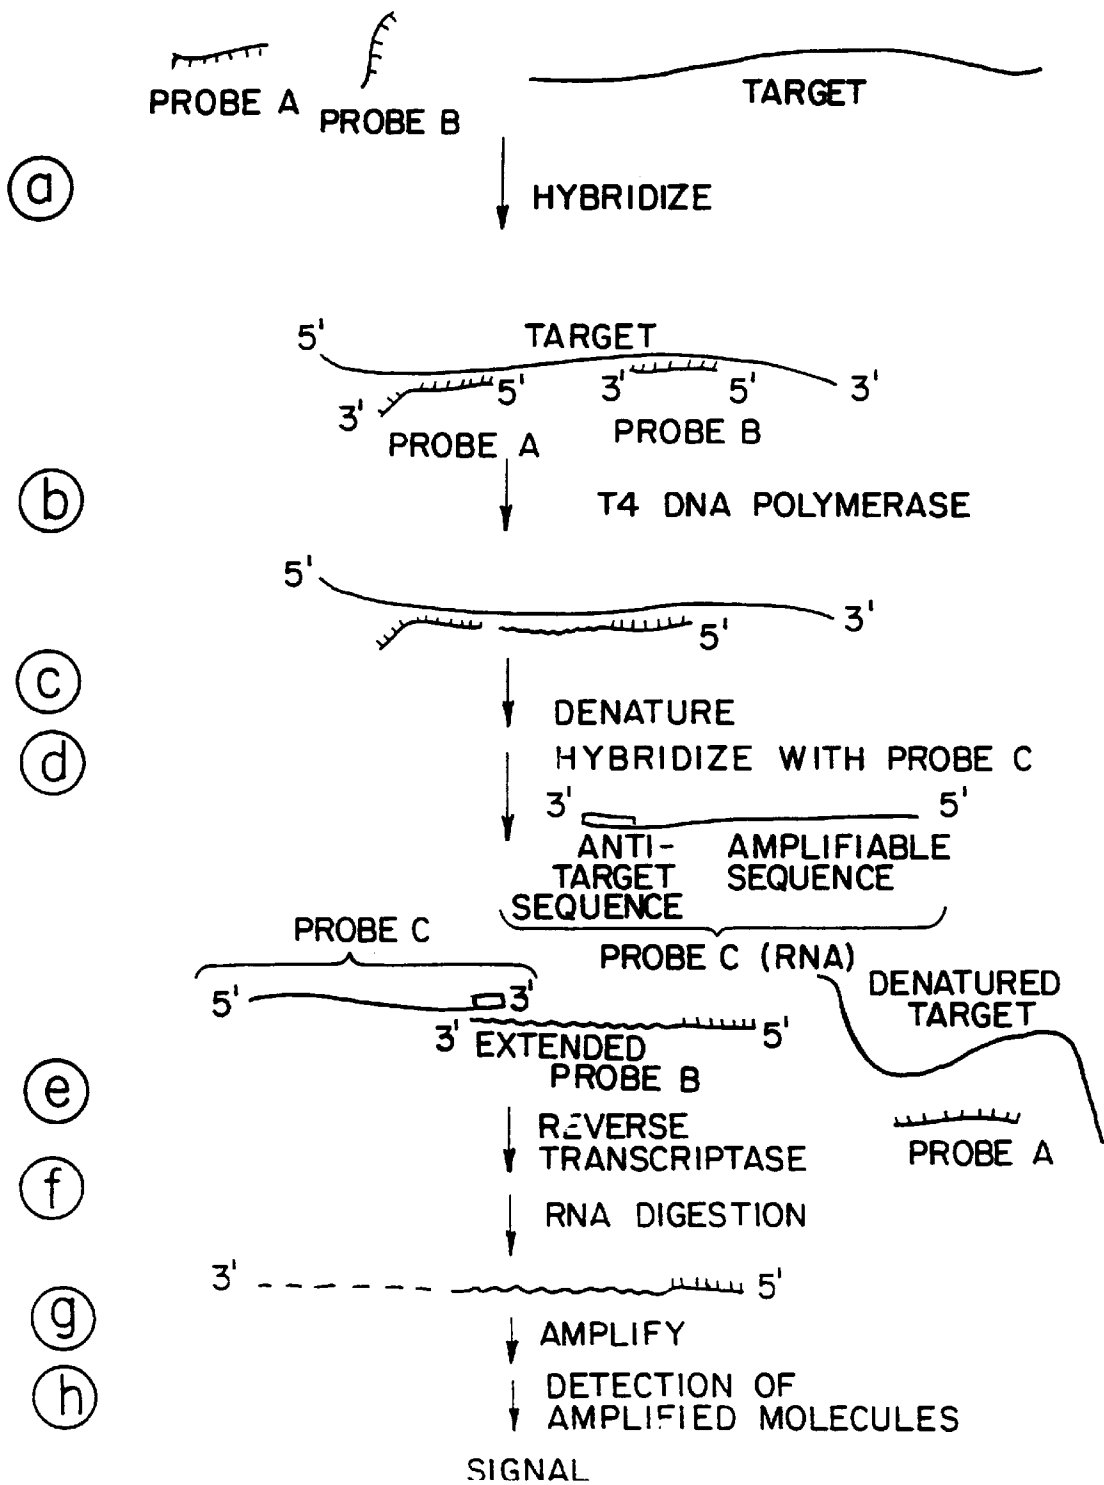 PROBE A
PROBE B
TARGET
a
HYBRIDIZE
5'
TARGET
3'
5'
3'
5'
3'
PROBE A
PROBE B
b
T4 DNA POLYMERASE
5'
3'
5'
c
DENATURE
d
HYBRIDIZE WITH PROBE C
3'
5'
ANTI-
TARGET
SEQUENCE
AMPLIFIABLE
SEQUENCE
PROBE C (RNA)
PROBE C
5'
3'
3'
5'
EXTENDED
PROBE B
DENATURED
TARGET
PROBE A
e
REVERSE
TRANSCRIPTASE
f
RNA DIGESTION
3'
5'
g
AMPLIFY
h
DETECTION OF
AMPLIFIED MOLECULES
SIGNAL